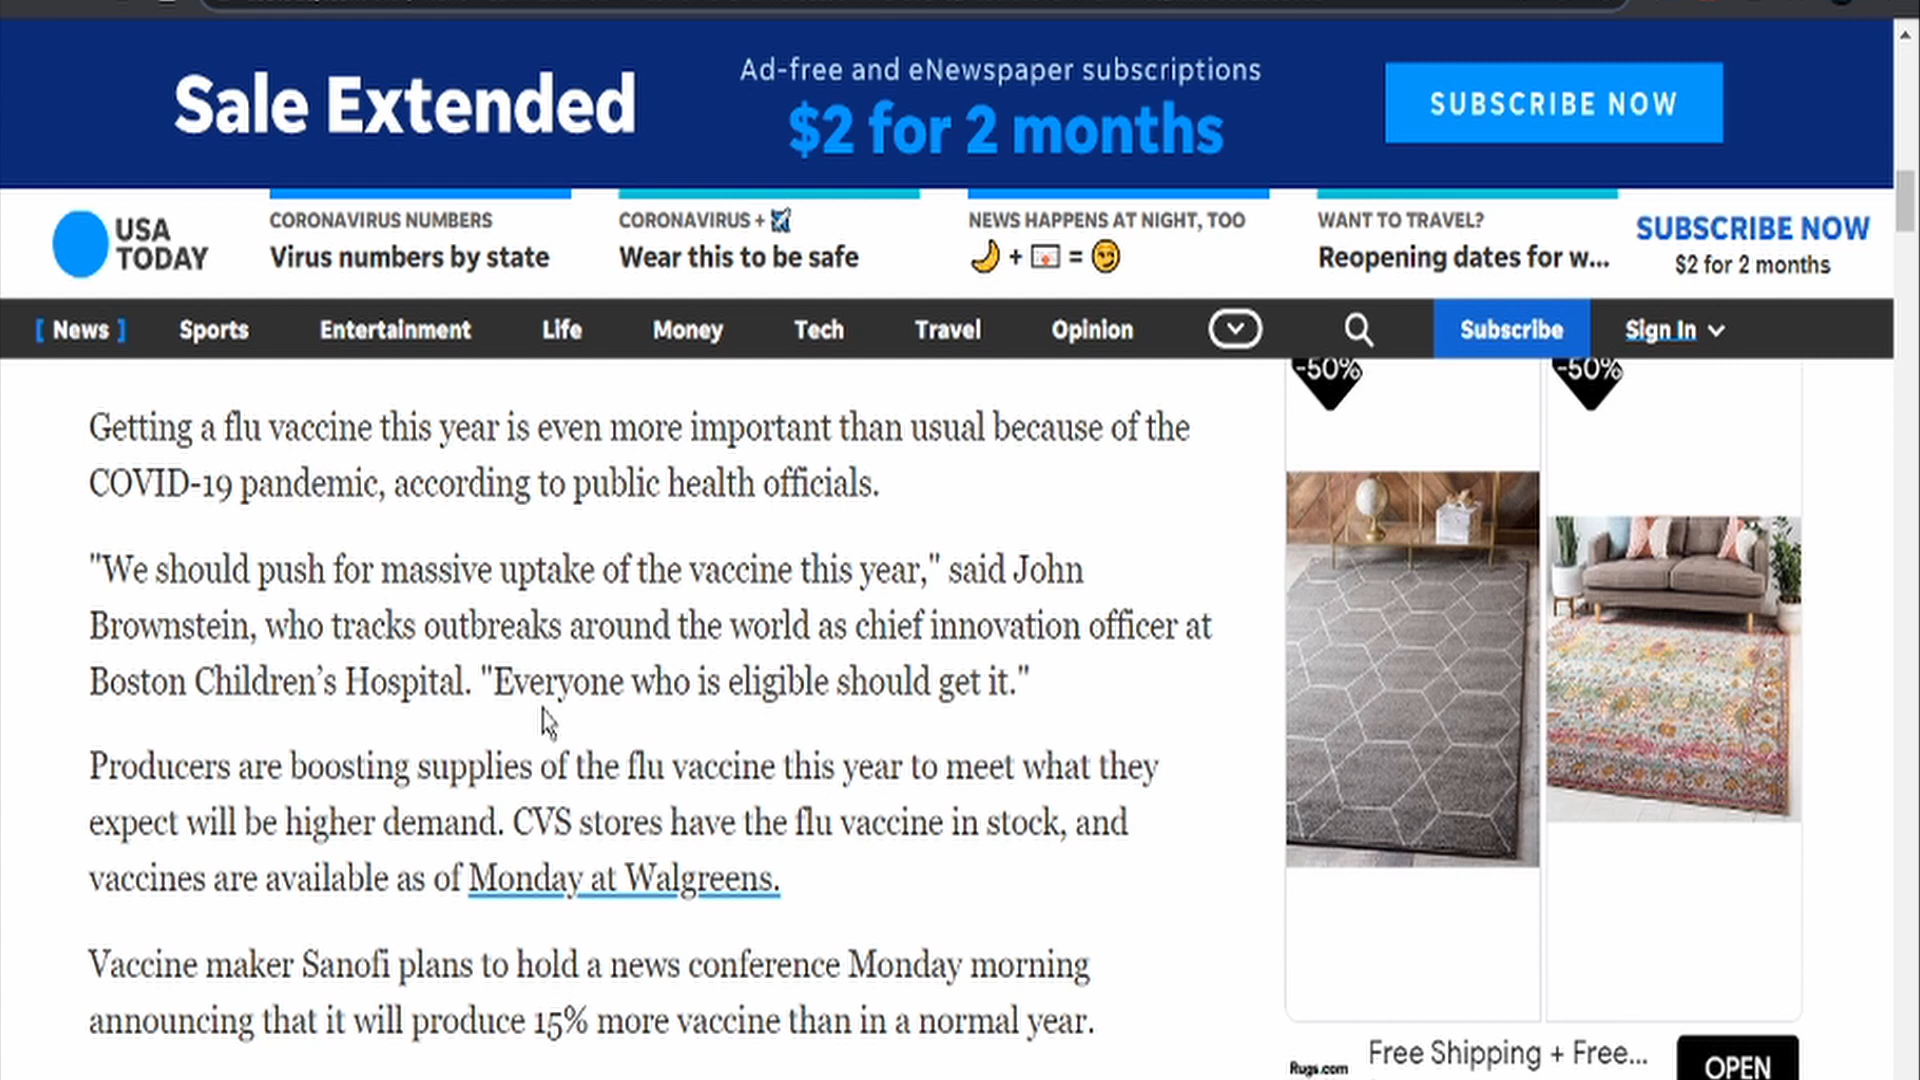 Sale Extended
Ad-free and eNewspaper subscriptions
$2 for 2 months
SUBSCRIBE NOW
USA
TODAY
CORONAVIRUS NUMBERS
Virus numbers by state
CORONAVIRUS +
Wear this to be safe
NEWS HAPPENS AT NIGHT, TOO
+ =
WANT TO TRAVEL?
Reopening dates for w...
SUBSCRIBE NOW
$2 for 2 months
[ News ] Sports Entertainment Life Money Tech Travel Opinion Subscribe Sign In
-50% -50%
Getting a flu vaccine this year is even more important than usual because of the
COVID-19 pandemic, according to public health officials.
"We should push for massive uptake of the vaccine this year," said John
Brownstein, who tracks outbreaks around the world as chief innovation officer at
Boston Children’s Hospital. "Everyone who is eligible should get it."
Producers are boosting supplies of the flu vaccine this year to meet what they
expect will be higher demand. CVS stores have the flu vaccine in stock, and
vaccines are available as of Monday at Walgreens.
Vaccine maker Sanofi plans to hold a news conference Monday morning
announcing that it will produce 15% more vaccine than in a normal year.
Rugs.com
Free Shipping + Free...
OPEN